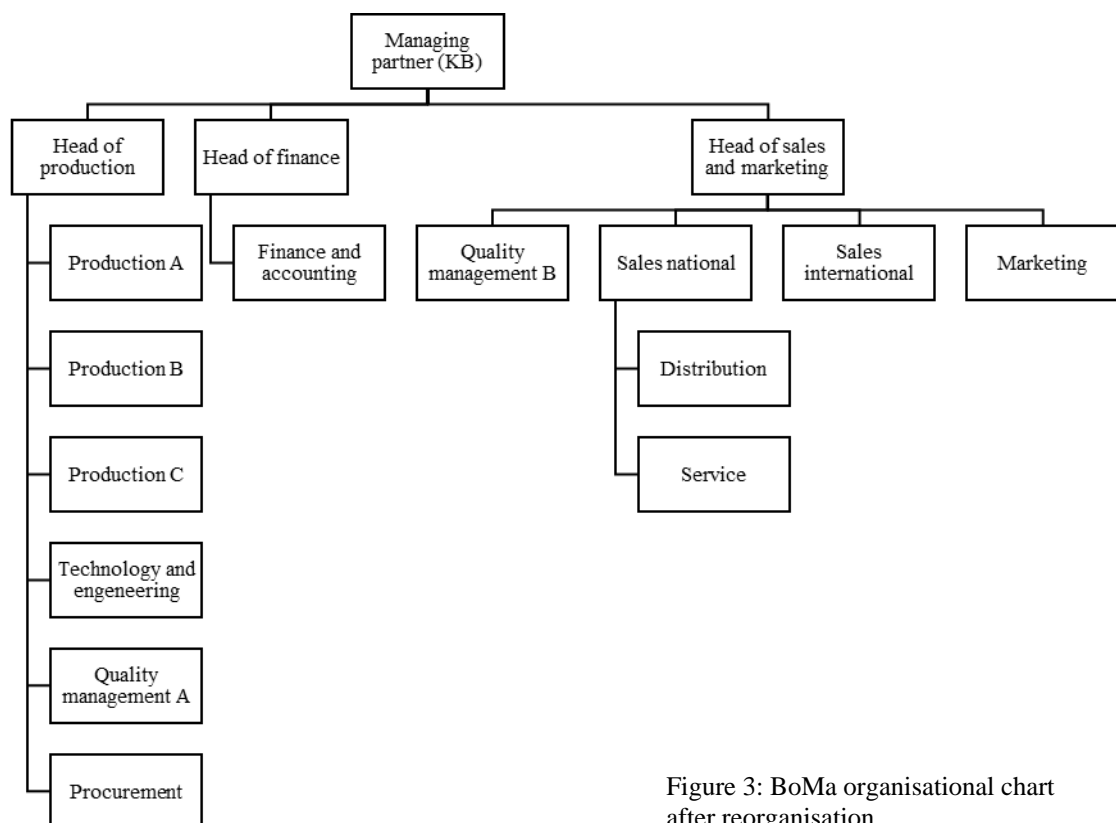 Managing
partner (KB)
Head of
production
Head of finance
Head of sales
and marketing
Production A
Finance and
accounting
Quality
management B
Sales national
Sales
international
Marketing
Production B
Distribution
Production C
Service
Technology and
engeneering
Quality
management A
Procurement
Figure 3: BoMa organisational chart
after reorganisation